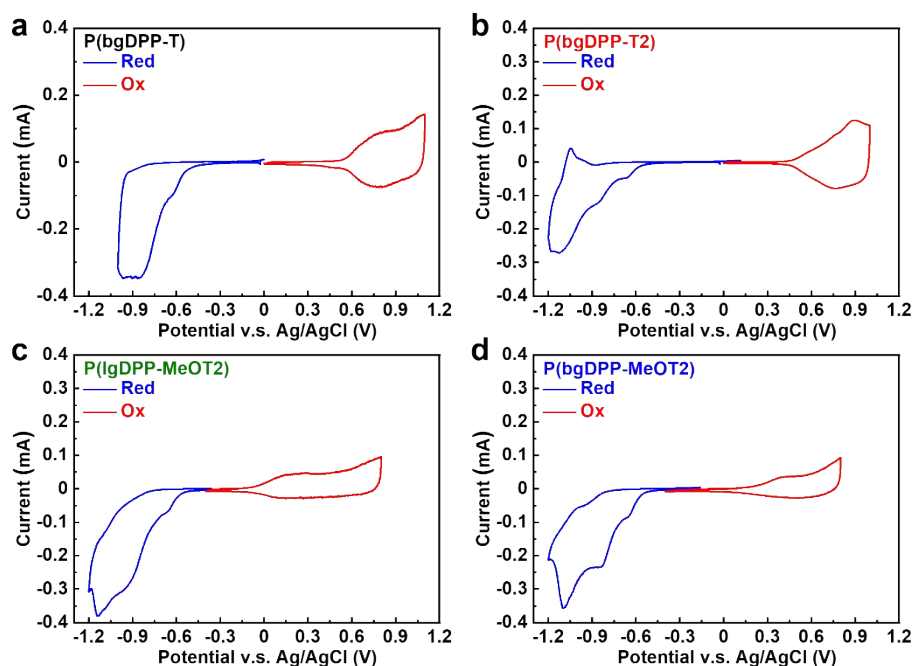 a
P(bgDPP-T)
Red
Ox
Current (mA)
0.4
0.2
0
-0.2
-0.4
-1.2 -0.9 -0.6 -0.3 0 0.3 0.6 0.9 1.2
Potential v.s. Ag/AgCl (V)
b
P(bgDPP-T2)
Red
Ox
Current (mA)
0.4
0.3
0.2
0.1
0
-0.1
-0.2
-0.3
-0.4
-1.2 -0.9 -0.6 -0.3 0 0.3 0.6 0.9 1.2
Potential v.s. Ag/AgCl (V)
c
P(lgDPP-MeOT2)
Red
Ox
Current (mA)
0.4
0.3
0.2
0.1
0
-0.1
-0.2
-0.3
-0.4
-1.2 -0.9 -0.6 -0.3 0 0.3 0.6 0.9 1.2
Potential v.s. Ag/AgCl (V)
d
P(bgDPP-MeOT2)
Red
Ox
Current (mA)
0.4
0.3
0.2
0.1
0
-0.1
-0.2
-0.3
-0.4
-1.2 -0.9 -0.6 -0.3 0 0.3 0.6 0.9 1.2
Potential v.s. Ag/AgCl (V)